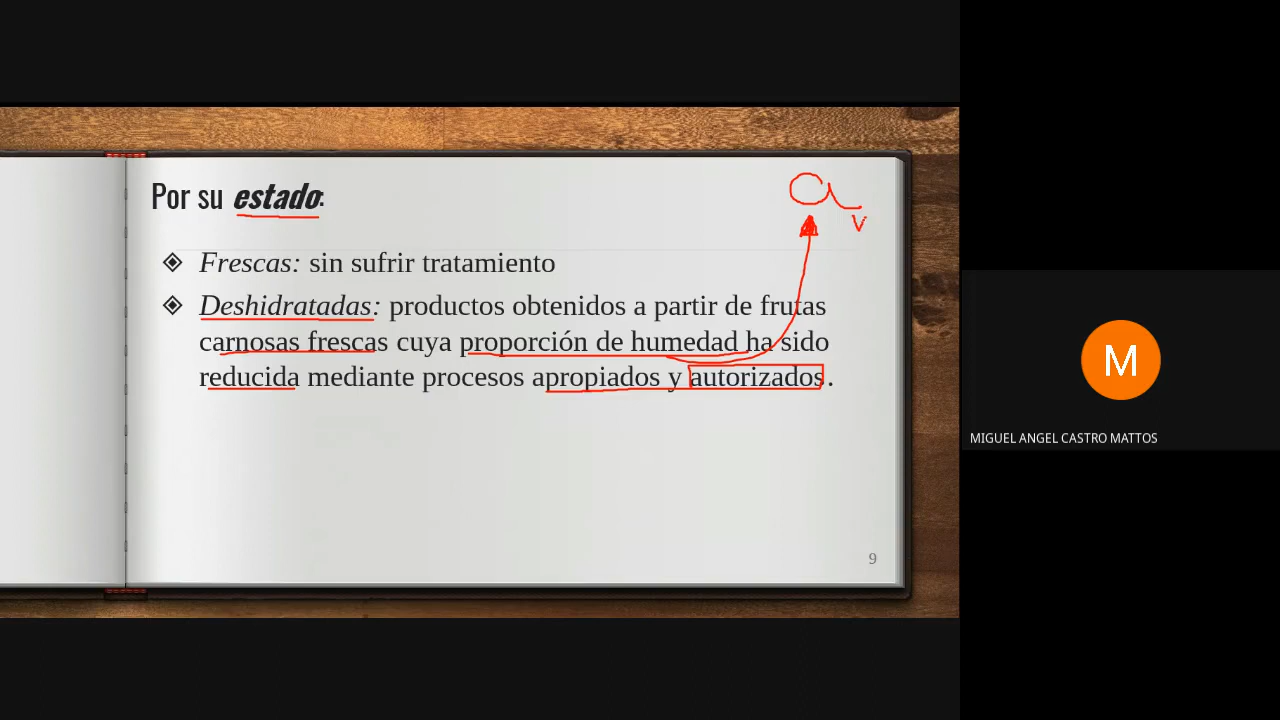 Por su estado:
a
v
Frescas: sin sufrir tratamiento
Deshidratadas: productos obtenidos a partir de frutas
carnosas frescas cuya proporción de humedad ha sido
reducida mediante procesos apropiados y autorizados.
9
M
MIGUEL ANGEL CASTRO MATTOS